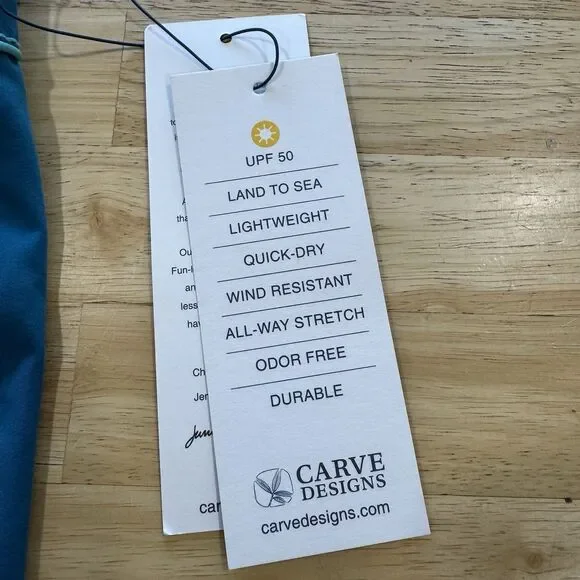 UPF 50
LAND TO SEA
LIGHTWEIGHT
QUICK-DRY
WIND RESISTANT
ALL-WAY STRETCH
ODOR FREE
DURABLE
CARVE
DESIGNS
carvedesigns.com